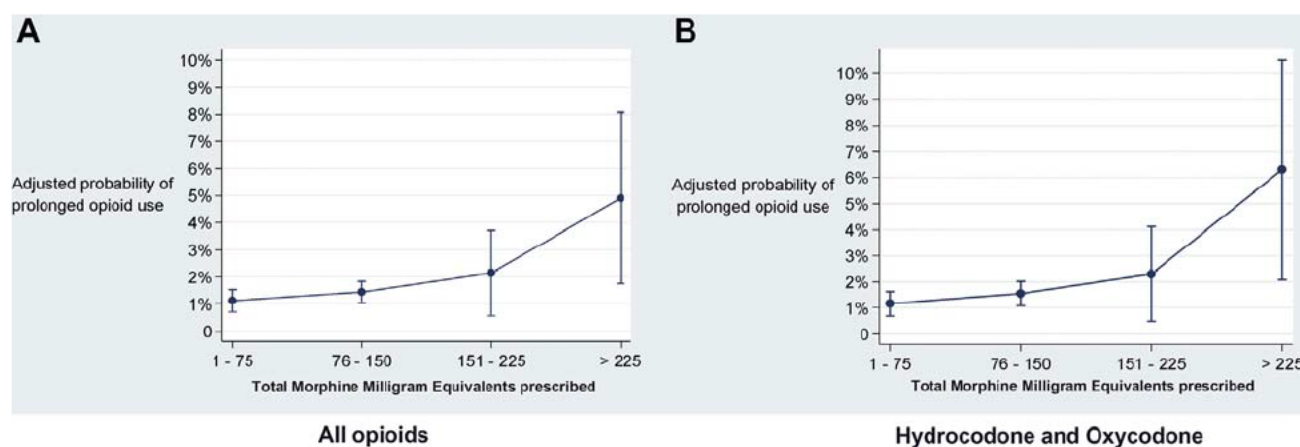 A
10%
9%
8%
7%
6%
5%
4%
3%
2%
1%
0
Adjusted probability of
prolonged opioid use
1 - 75
76 - 150
151 - 225
> 225
Total Morphine Milligram Equivalents prescribed
All opioids
B
10%
9%
8%
7%
6%
5%
4%
3%
2%
1%
0
Adjusted probability of
prolonged opioid use
1 - 75
76 - 150
151 - 225
> 225
Total Morphine Milligram Equivalents prescribed
Hydrocodone and Oxycodone